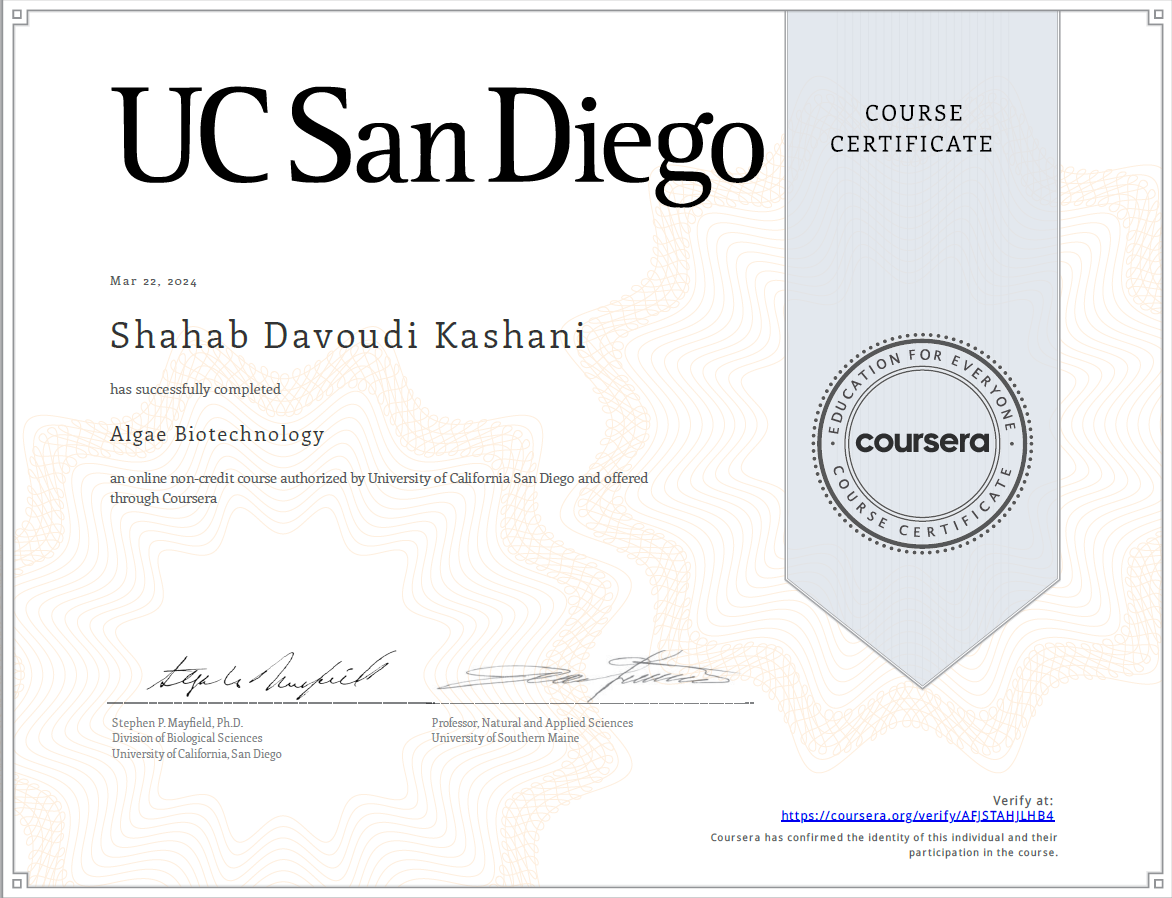 UC San Diego
COURSE
CERTIFICATE
Mar 22, 2024
Shahab Davoudi Kashani
has successfully completed
Algae Biotechnology
an online non-credit course authorized by University of California San Diego and offered
through Coursera
EDUCATION FOR EVERYONE
coursera
COURSE CERTIFICATE
Stephen P. Mayfield, Ph.D.
Division of Biological Sciences
University of California, San Diego
Professor, Natural and Applied Sciences
University of Southern Maine
Verify at:
https://coursera.org/verify/AFJSTAHJLHB4
Coursera has confirmed the identity of this individual and their
participation in the course.